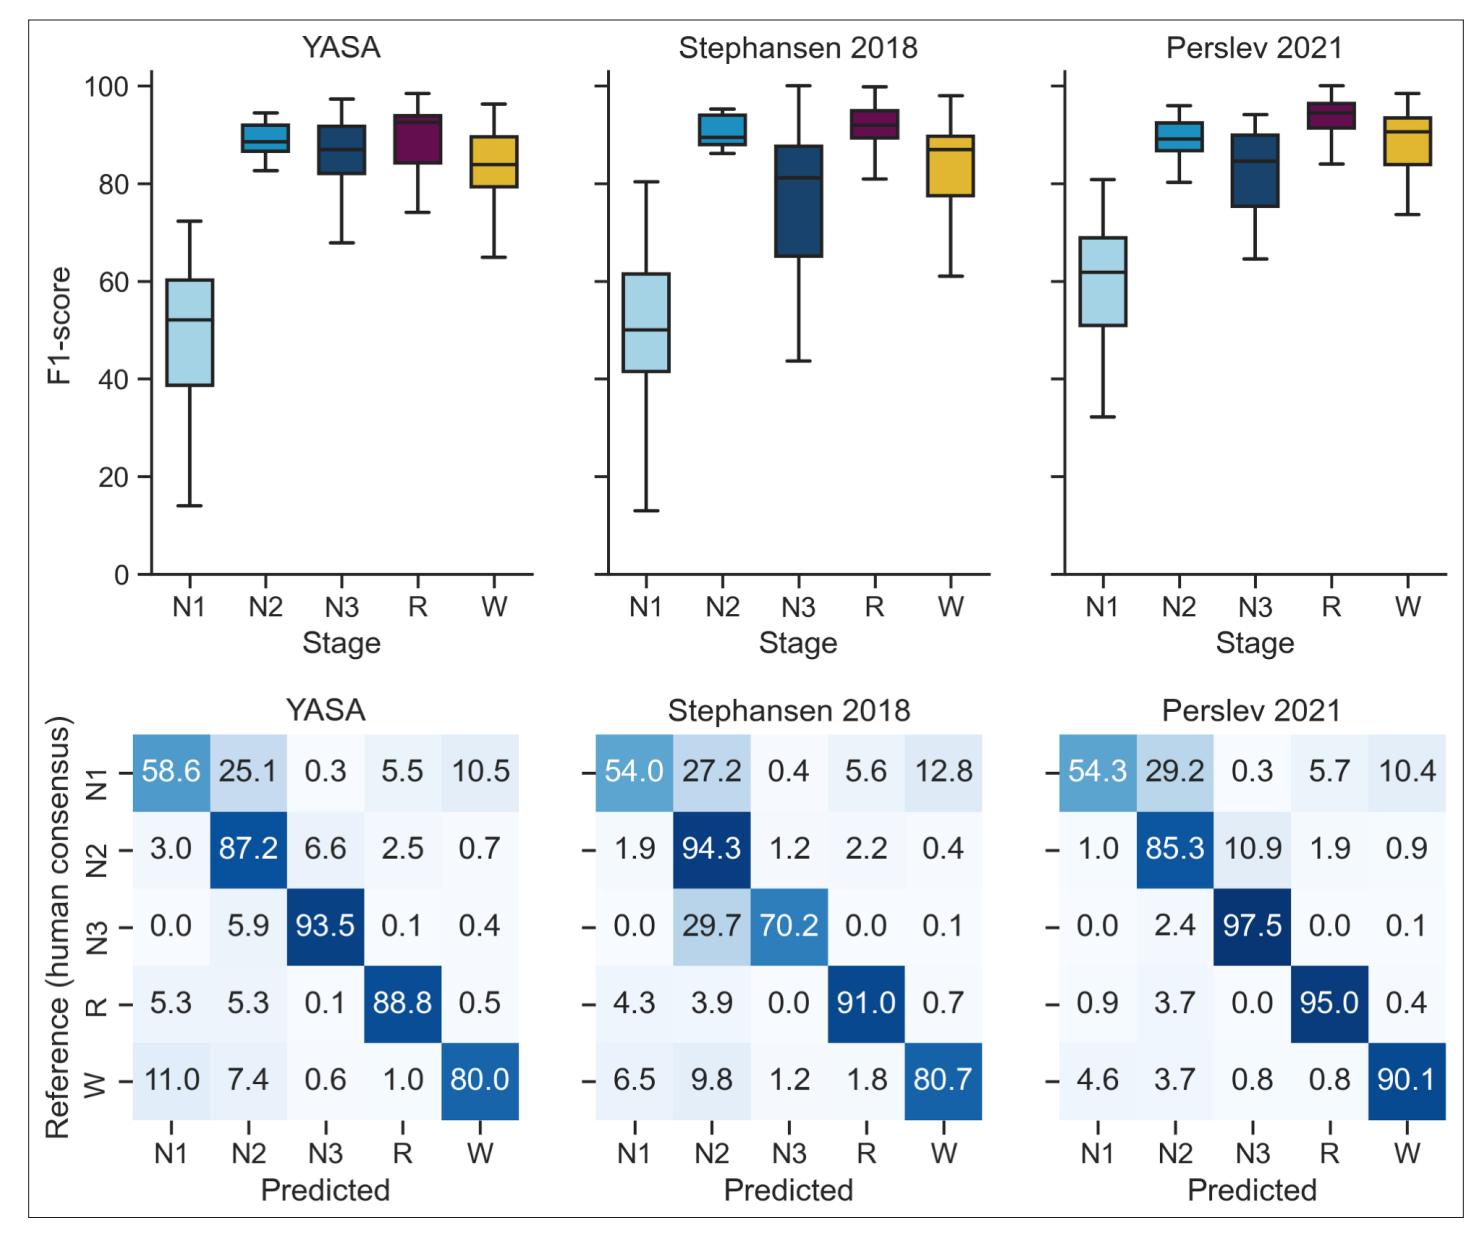 YASA Stephansen 2018 Perslev 2021
F1-score
100
80
60
40
20
0
N1 N2 N3 R W N1 N2 N3 R W N1 N2 N3 R W
Stage Stage Stage
YASA Stephansen 2018 Perslev 2021
Reference (human consensus)
N1 58.6 25.1 0.3 5.5 10.5 54.0 27.2 0.4 5.6 12.8 54.3 29.2 0.3 5.7 10.4
N2 3.0 87.2 6.6 2.5 0.7 1.9 94.3 1.2 2.2 0.4 1.0 85.3 10.9 1.9 0.9
N3 0.0 5.9 93.5 0.1 0.4 0.0 29.7 70.2 0.0 0.1 0.0 2.4 97.5 0.0 0.1
R 5.3 5.3 0.1 88.8 0.5 4.3 3.9 0.0 91.0 0.7 0.9 3.7 0.0 95.0 0.4
W 11.0 7.4 0.6 1.0 80.0 6.5 9.8 1.2 1.8 80.7 4.6 3.7 0.8 0.8 90.1
N1 N2 N3 R W N1 N2 N3 R W N1 N2 N3 R W
Predicted Predicted Predicted